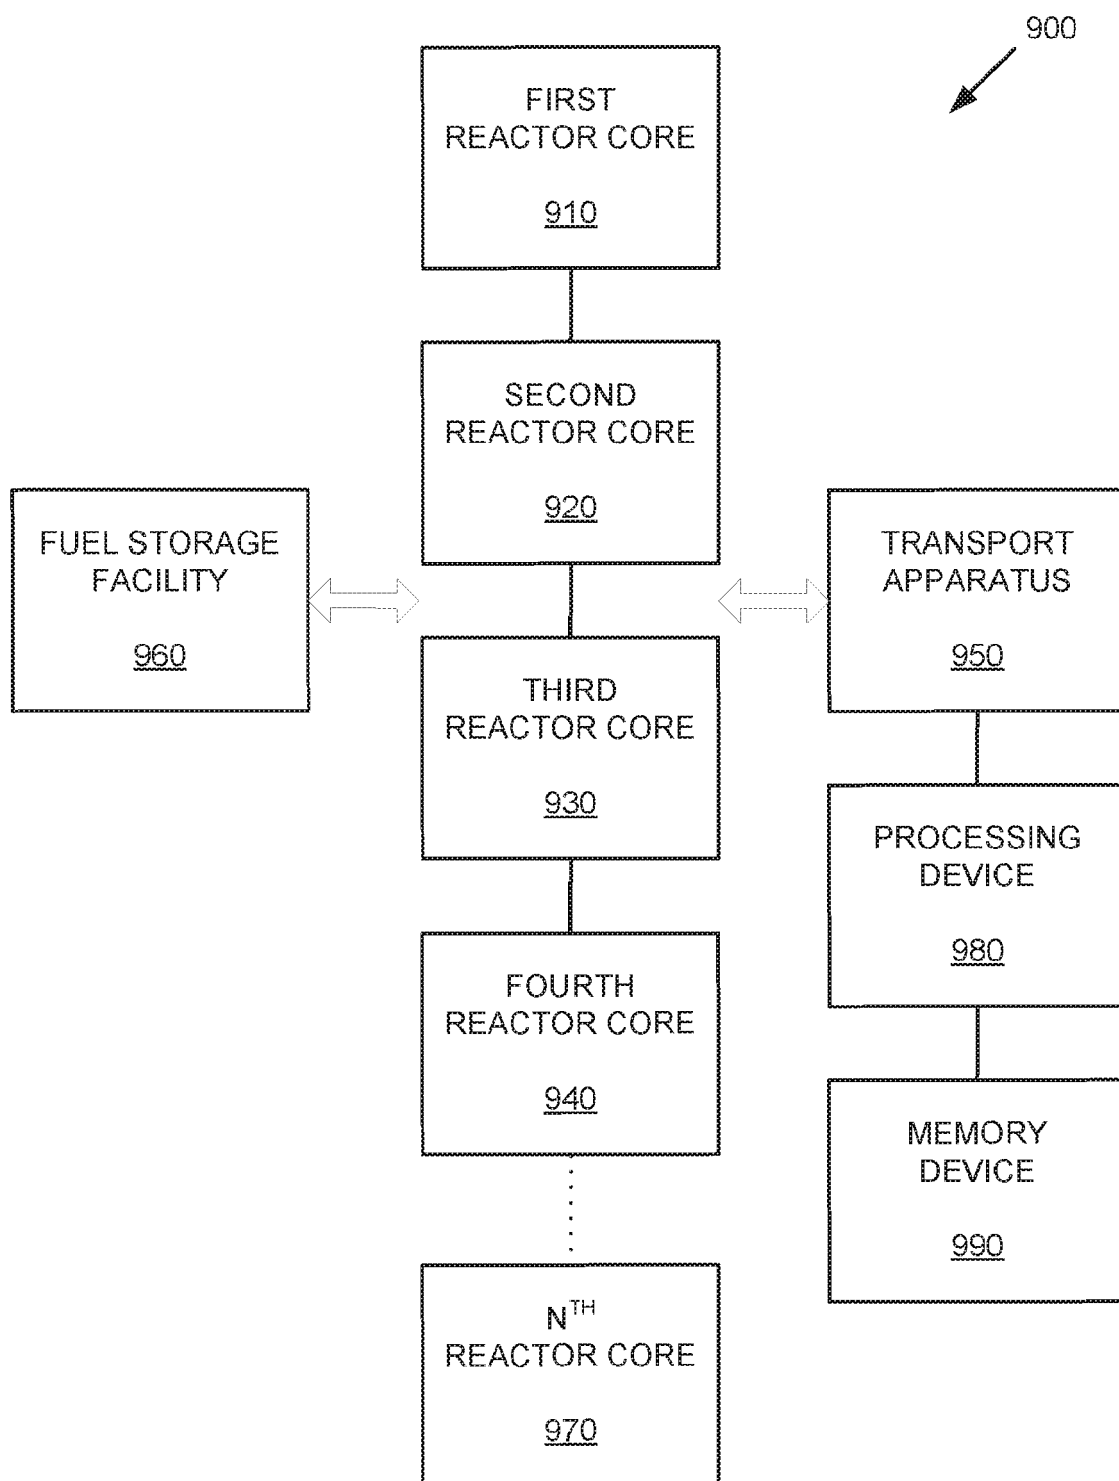 900
FIRST
REACTOR CORE
910
SECOND
REACTOR CORE
920
FUEL STORAGE
FACILITY
960
TRANSPORT
APPARATUS
950
THIRD
REACTOR CORE
930
PROCESSING
DEVICE
980
FOURTH
REACTOR CORE
940
MEMORY
DEVICE
990
NTH
REACTOR CORE
970